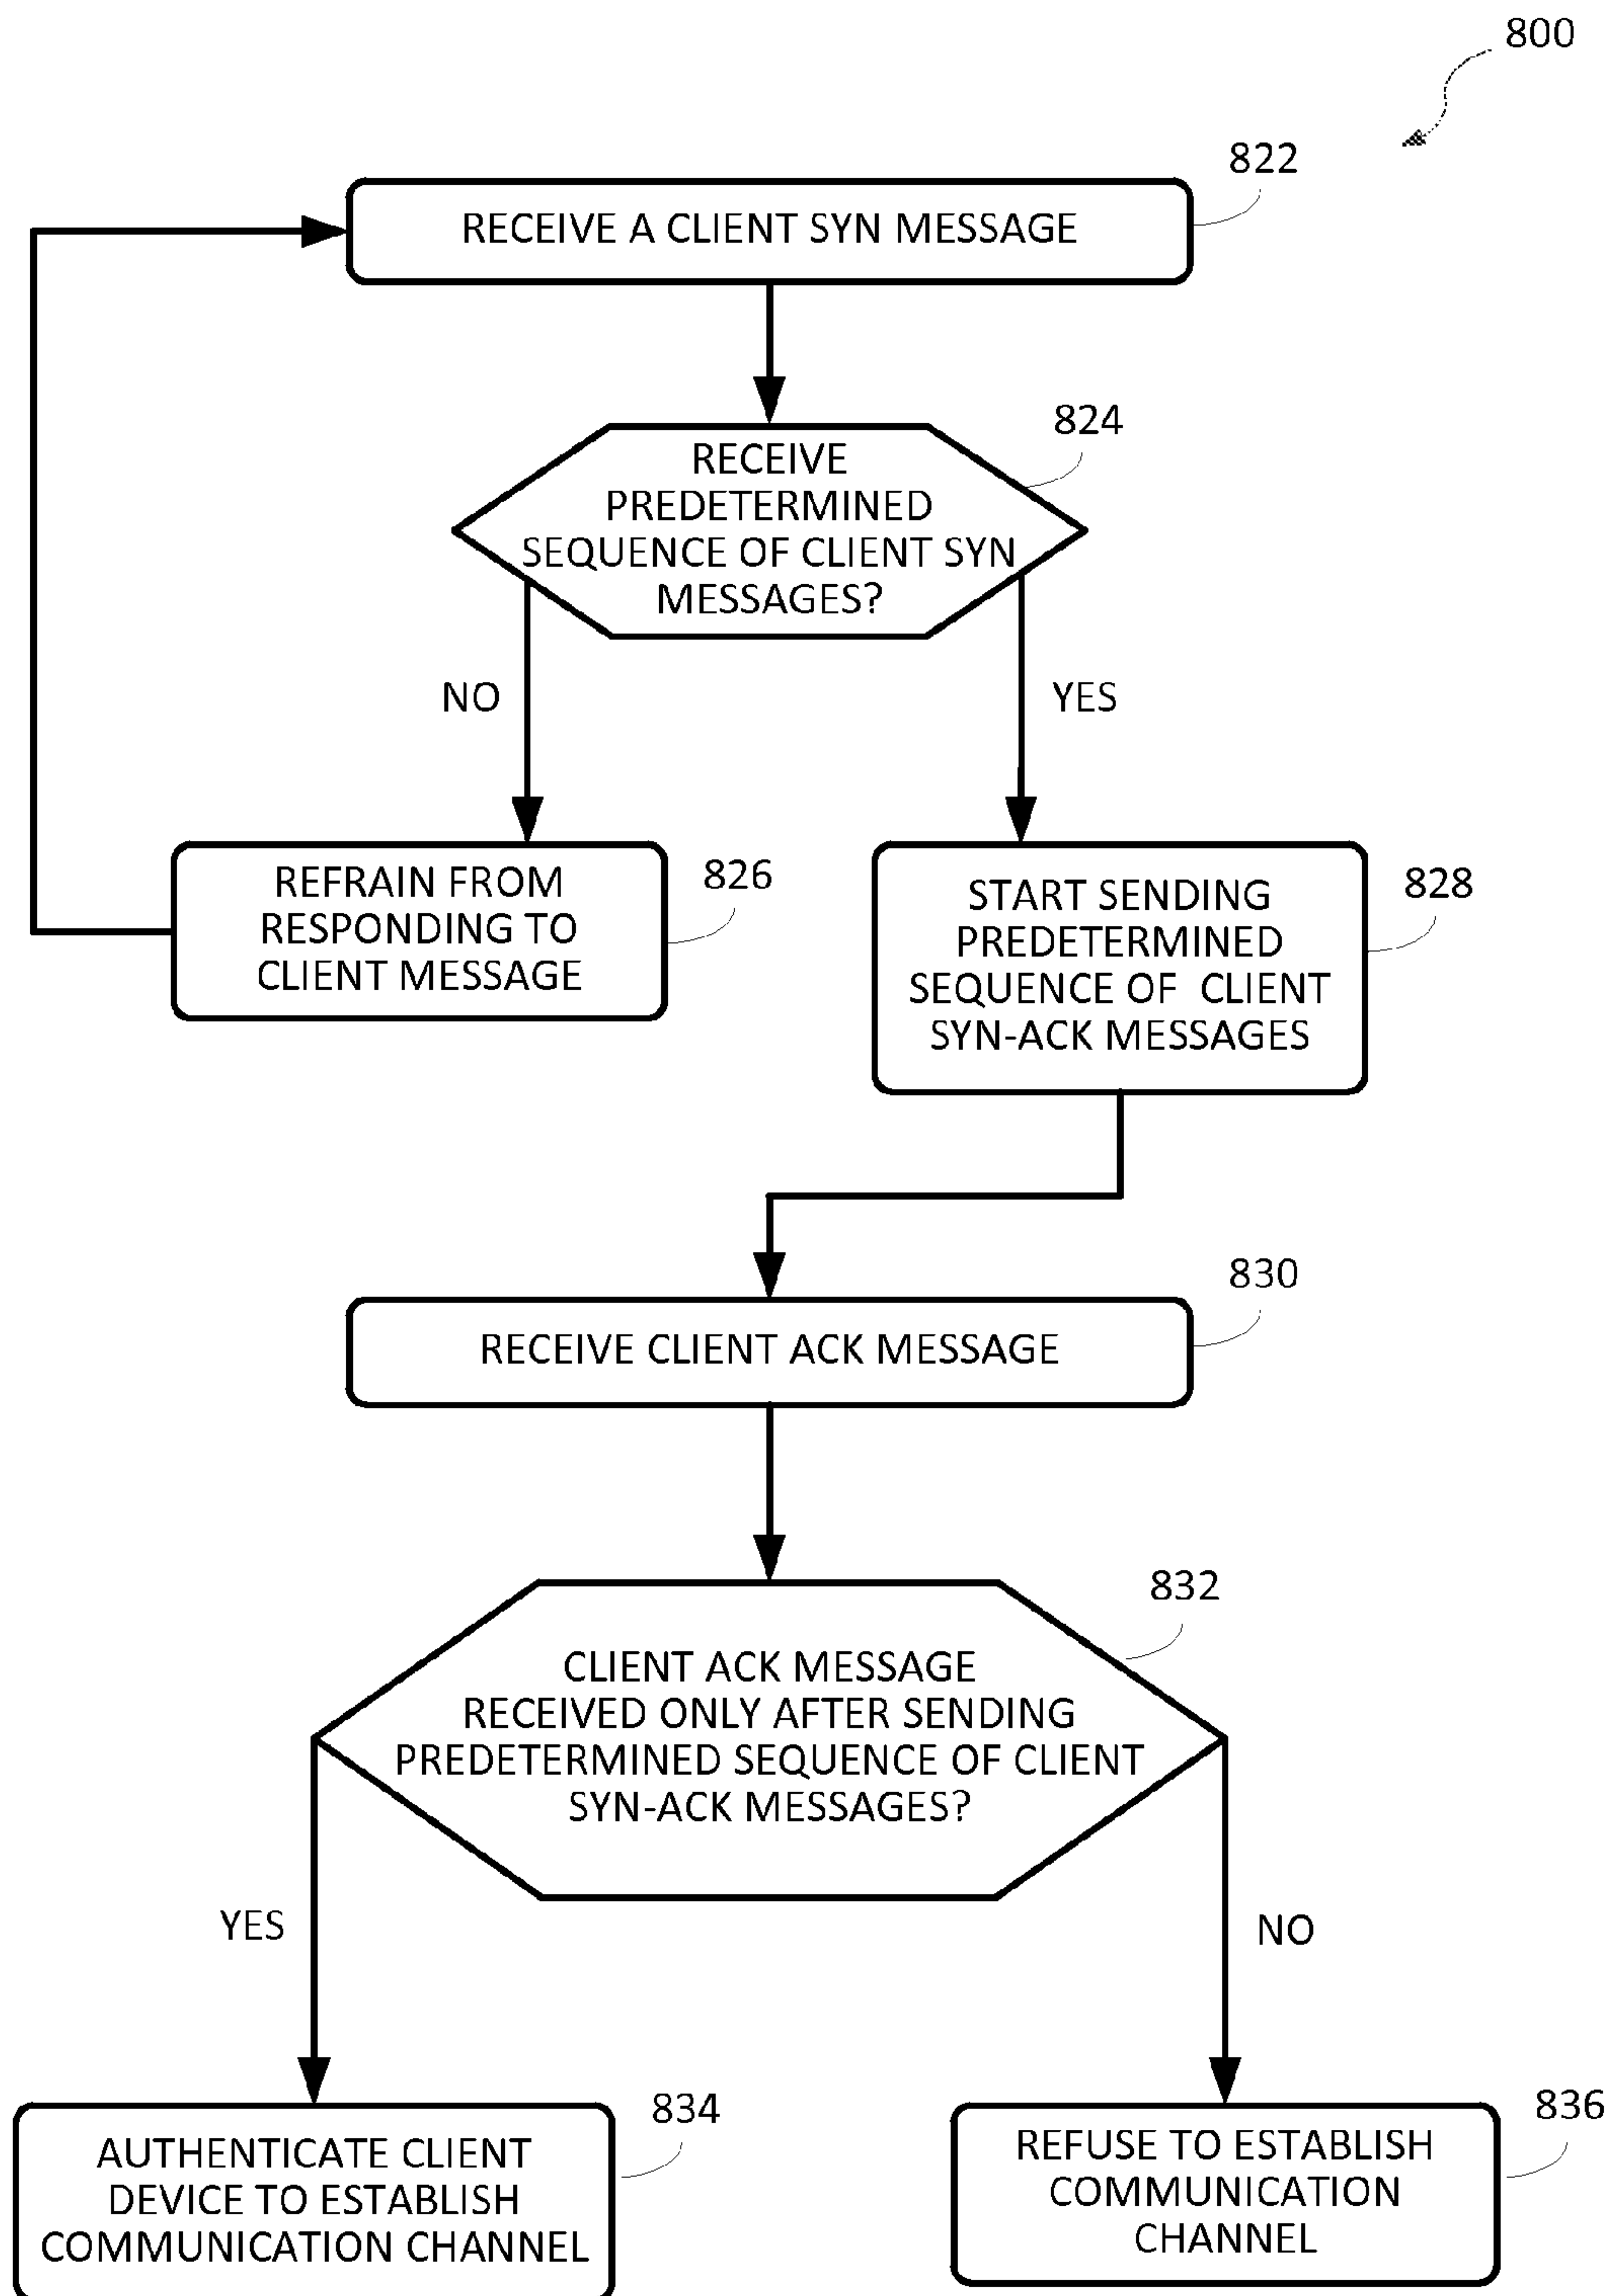 800
822
RECEIVE A CLIENT SYN MESSAGE
824
RECEIVE
PREDETERMINED
SEQUENCE OF CLIENT SYN
MESSAGES?
NO
YES
REFRAIN FROM
RESPONDING TO
CLIENT MESSAGE
826
START SENDING
PREDETERMINED
SEQUENCE OF CLIENT
SYN-ACK MESSAGES
828
830
RECEIVE CLIENT ACK MESSAGE
832
CLIENT ACK MESSAGE
RECEIVED ONLY AFTER SENDING
PREDETERMINED SEQUENCE OF CLIENT
SYN-ACK MESSAGES?
YES
NO
834
AUTHENTICATE CLIENT
DEVICE TO ESTABLISH
COMMUNICATION CHANNEL
836
REFUSE TO ESTABLISH
COMMUNICATION
CHANNEL